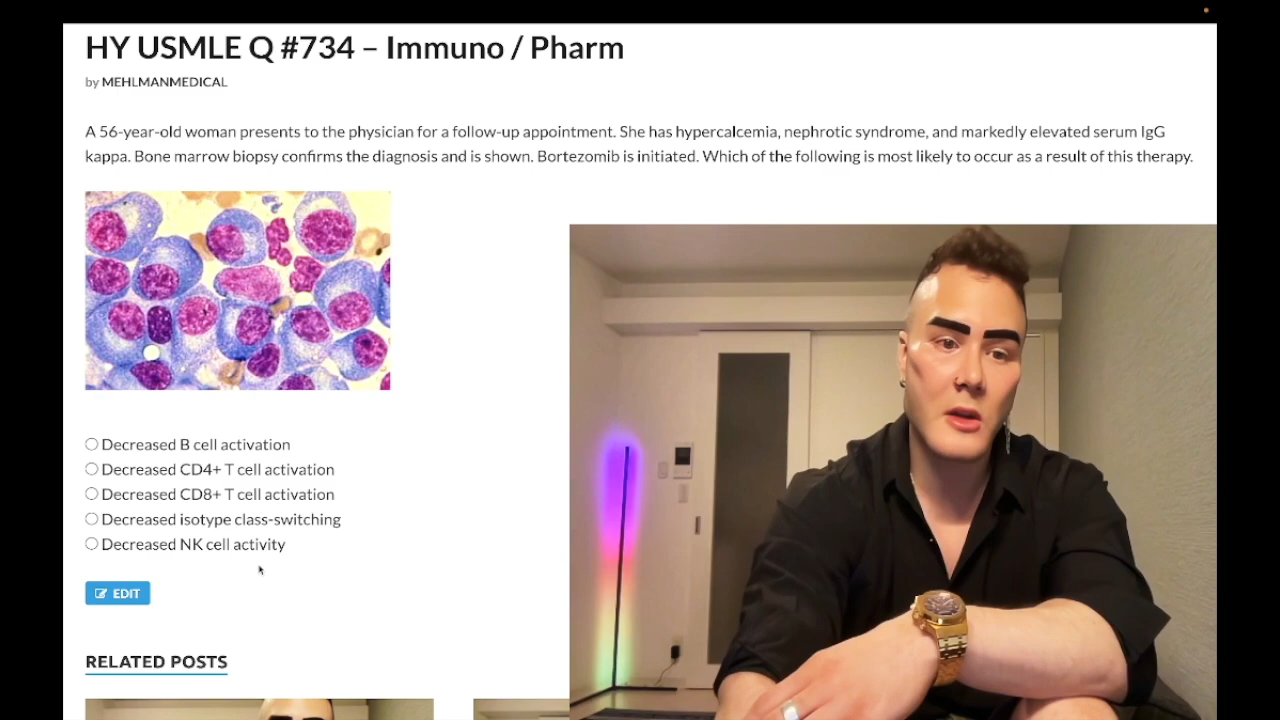 HY USMLE Q #734 – Immuno / Pharm
by MEHLMANMEDICAL
A 56-year-old woman presents to the physician for a follow-up appointment. She has hypercalcemia, nephrotic syndrome, and markedly elevated serum IgG
kappa. Bone marrow biopsy confirms the diagnosis and is shown. Bortezomib is initiated. Which of the following is most likely to occur as a result of this therapy.
Decreased B cell activation
Decreased CD4+ T cell activation
Decreased CD8+ T cell activation
Decreased isotype class-switching
Decreased NK cell activity
EDIT
RELATED POSTS